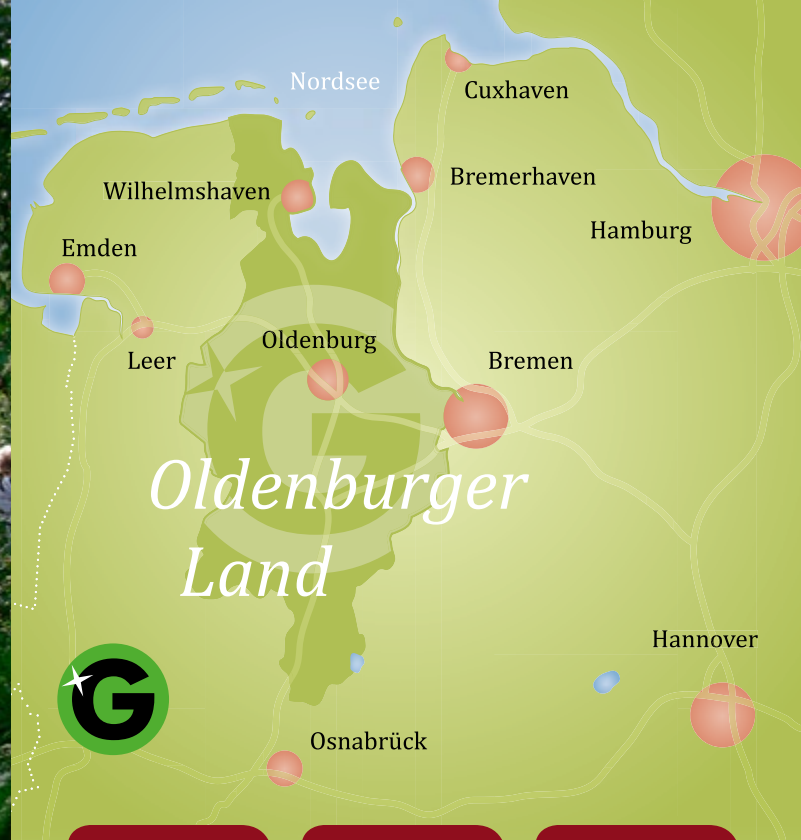 Nordsee
Cuxhaven
Bremerhaven
Wilhelmshaven
Hamburg
Emden
Oldenburg
Leer
Bremen
G
Oldenburger
Land
Hannover
G
Osnabrück